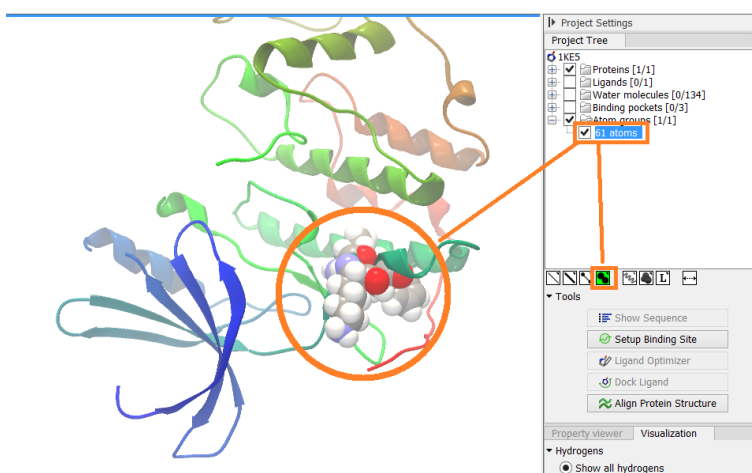 Project Settings
Project Tree
1KE5
Proteins [1/1]
Ligands [0/1]
Water molecules [0/134]
Binding pockets [0/3]
Atom groups [1/1]
61 atoms
L
Tools
Show Sequence
Setup Binding Site
Ligand Optimizer
Dock Ligand
Align Protein Structure
Property viewer Visualization
Hydrogens
Show all hydrogens